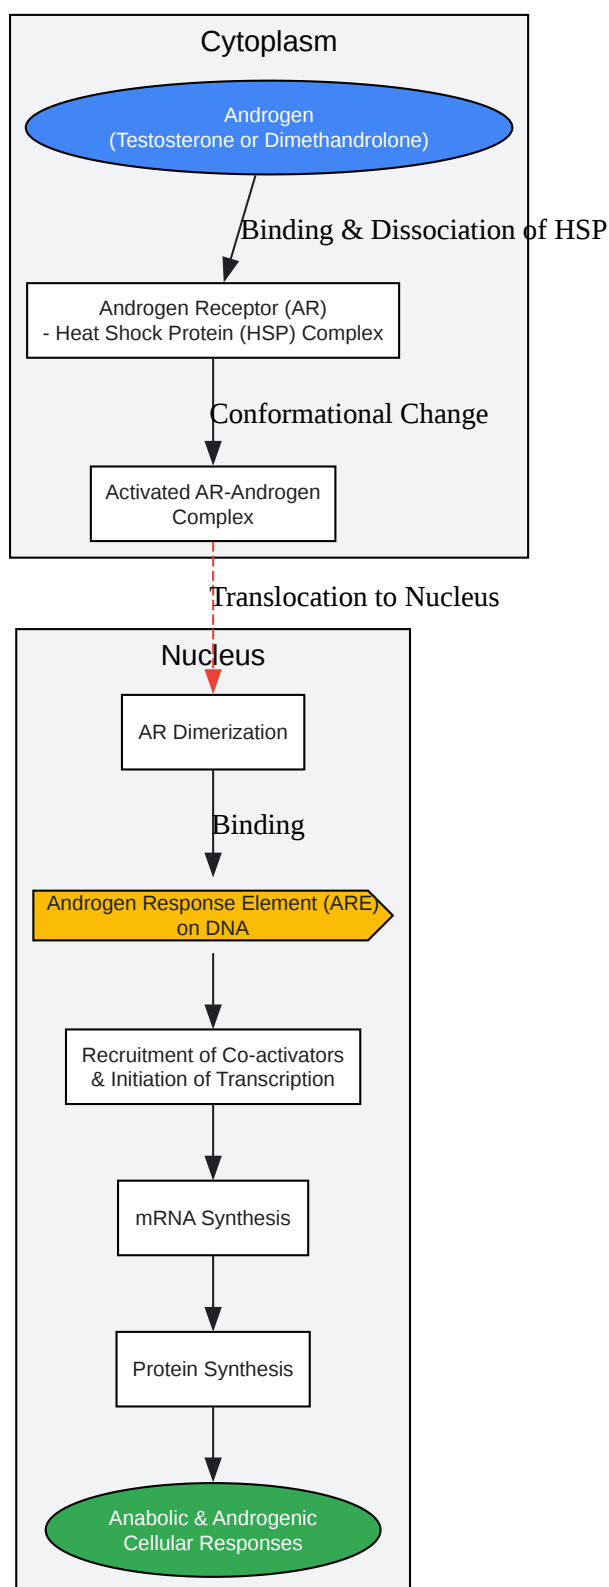 Cytoplasm
Androgen
(Testosterone or Dimethandrolone)
Binding & Dissociation of HSP
Androgen Receptor (AR)
- Heat Shock Protein (HSP) Complex
Conformational Change
Activated AR-Androgen
Complex
Translocation to Nucleus
Nucleus
AR Dimerization
Binding
Androgen Response Element (ARE)
on DNA
Recruitment of Co-activators
& Initiation of Transcription
mRNA Synthesis
Protein Synthesis
Anabolic & Androgenic
Cellular Responses